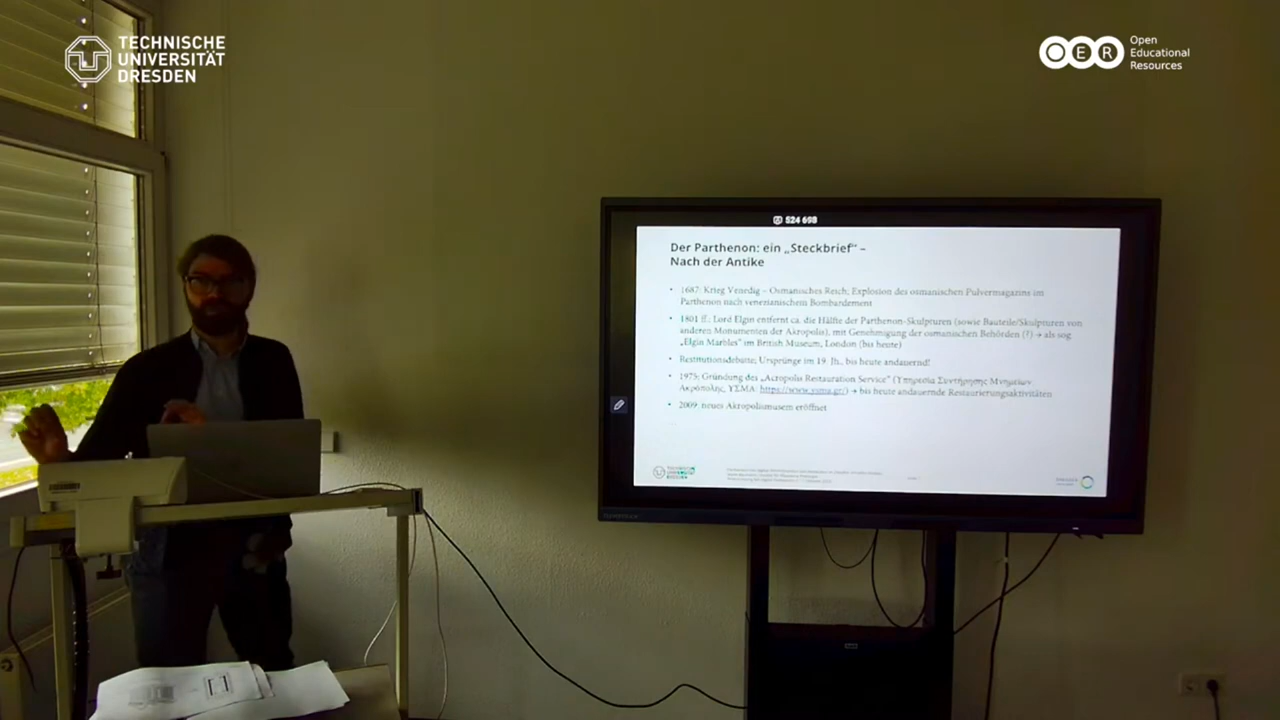 TECHNISCHE
UNIVERSITÄT
DRESDEN
OER
Open
Educational
Resources
524 698
Der Parthenon: ein „Steckbrief“ –
Nach der Antike
• 1687: Krieg Venedig – Osmanisches Reich; Explosion des osmanischen Pulvermagazins im
Parthenon nach venezianischem Bombardement
• 1801 ff.: Lord Elgin entfernt ca. die Hälfte der Parthenon-Skulpturen (sowie Bauteile/Skulpturen von
anderen Monumenten der Akropolis), mit Genehmigung der osmanischen Behörden (?) → als sog.
„Elgin Marbles“ im British Museum, London (bis heute)
• Restitutionsdebatte; Ursprünge im 19. Jh., bis heute andauernd!
• 1975: Gründung des „Acropolis Restauration Service“ (Υπηρεσία Συντήρησης Μνημείων
Ακρόπολης, ΥΣΜΑ: https://www.ysma.gr/) → bis heute andauernde Restaurierungsaktivitäten
• 2009: neues Akropolismuseum eröffnet
TECHNISCHE
UNIVERSITÄT
DRESDEN